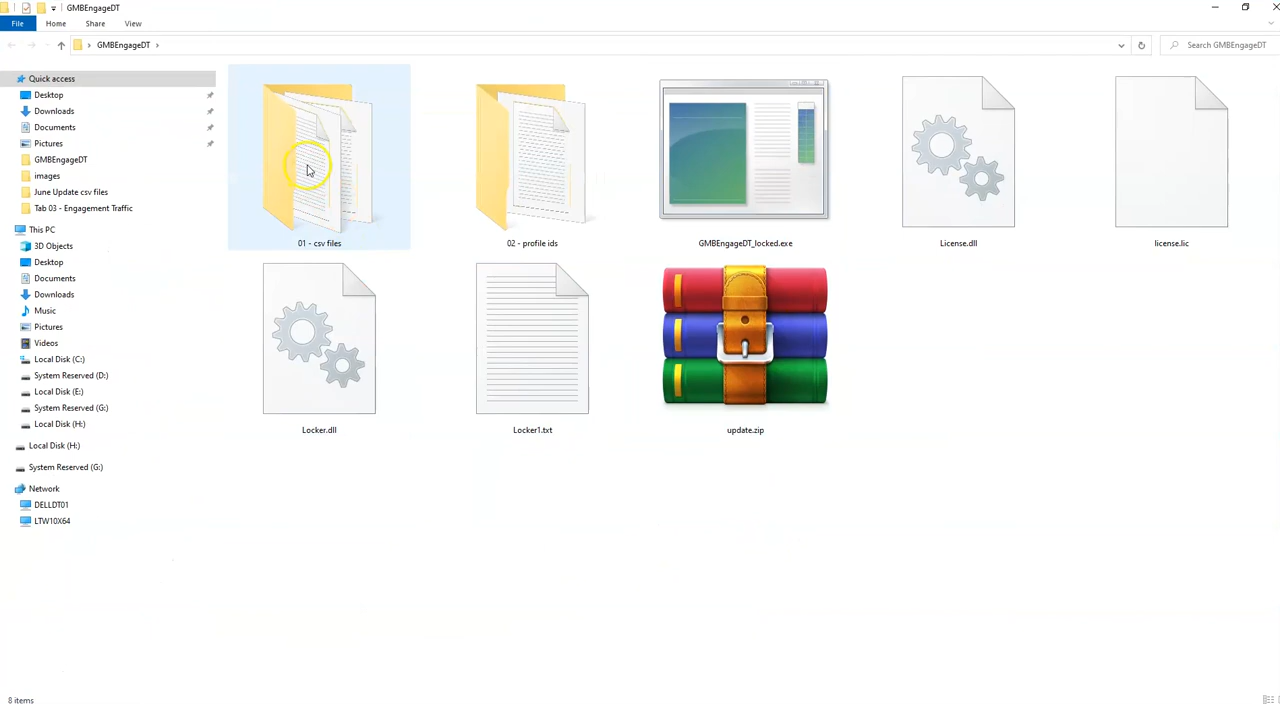 GMBEngageDT
File
Home
Share
View
GMBEngageDT
Search GMBEngageDT
Quick access
Desktop
Downloads
Documents
Pictures
GMBEngageDT
images
June Update csv files
Tab 03 - Engagement Traffic
This PC
3D Objects
Desktop
Documents
Downloads
Music
Pictures
Videos
Local Disk (C:)
System Reserved (D:)
Local Disk (E:)
System Reserved (G:)
Local Disk (H:)
Local Disk (H:)
System Reserved (G:)
Network
DELLDT01
LTW10X64
01 - csv files
02 - profile ids
GMBEngageDT_locked.exe
License.dll
license.lic
Locker.dll
Locker1.txt
update.zip
8 items